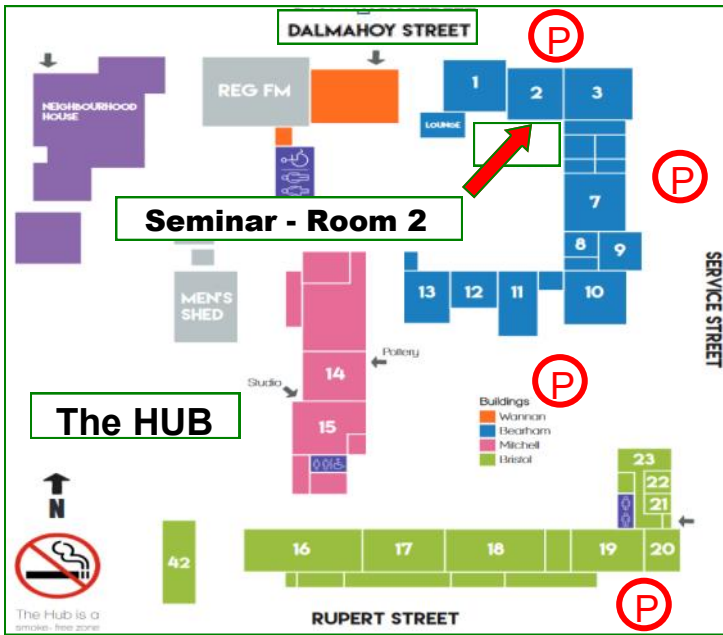 DALMAHOY STREET
P
NEIGHBOURHOOD
HOUSE
REG FM
1
2
3
LOUNGE
P
Seminar - Room 2
7
8
9
SERVICE STREET
MEN'S
SHED
13
12
11
10
14
Pottery
Studio
P
The HUB
15
Buildings
Wannan
Bearham
Mitchell
Bristol
N
23
22
21
42
16
17
18
19
20
The Hub is a
smoke-free zone
RUPERT STREET
P